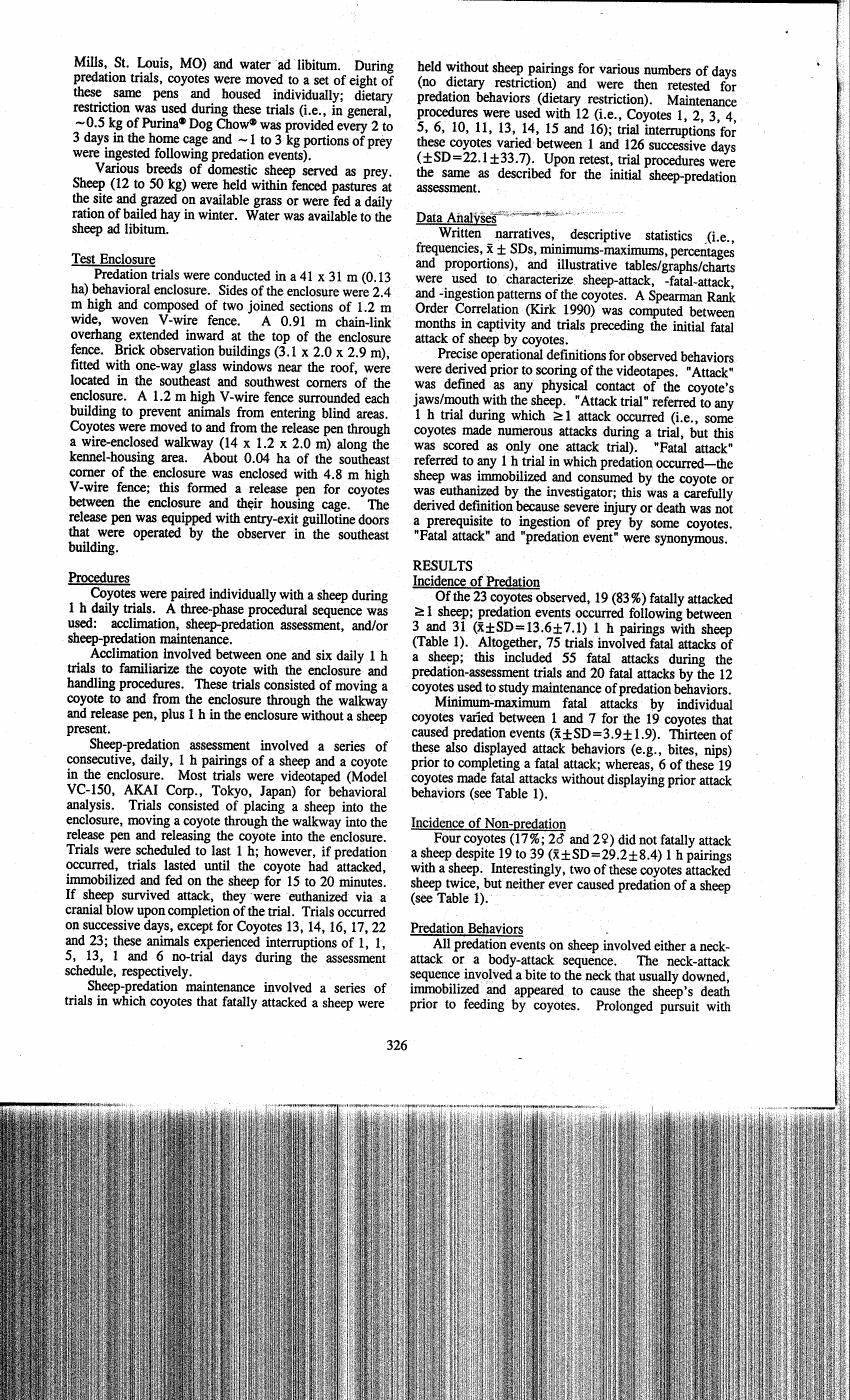 Mills, St. Louis, MO) and water ad libitum. During
predation trials, coyotes were moved to a set of eight of
these same pens and housed individually; dietary
restriction was used during these trials (i.e., in general,
~0.5 kg of Purina® Dog Chow® was provided every 2 to
3 days in the home cage and ~1 to 3 kg portions of prey
were ingested following predation events).
Various breeds of domestic sheep served as prey.
Sheep (12 to 50 kg) were held within fenced pastures at
the site and grazed on available grass or were fed a daily
ration of bailed hay in winter. Water was available to the
sheep ad libitum.
Test Enclosure
Predation trials were conducted in a 41 x 31 m (0.13
ha) behavioral enclosure. Sides of the enclosure were 2.4
m high and composed of two joined sections of 1.2 m
wide, woven V-wire fence. A 0.91 m chain-link
overhang extended inward at the top of the enclosure
fence. Brick observation buildings (3.1 x 2.0 x 2.9 m),
fitted with one-way glass windows near the roof, were
located in the southeast and southwest corners of the
enclosure. A 1.2 m high V-wire fence surrounded each
building to prevent animals from entering blind areas.
Coyotes were moved to and from the release pen through
a wire-enclosed walkway (14 x 1.2 x 2.0 m) along the
kennel-housing area. About 0.04 ha of the southeast
corner of the enclosure was enclosed with 4.8 m high
V-wire fence; this formed a release pen for coyotes
between the enclosure and their housing cage. The
release pen was equipped with entry-exit guillotine doors
that were operated by the observer in the southeast
building.
Procedures
Coyotes were paired individually with a sheep during
1 h daily trials. A three-phase procedural sequence was
used: acclimation, sheep-predation assessment, and/or
sheep-predation maintenance.
Acclimation involved between one and six daily 1 h
trials to familiarize the coyote with the enclosure and
handling procedures. These trials consisted of moving a
coyote to and from the enclosure through the walkway
and release pen, plus 1 h in the enclosure without a sheep
present.
Sheep-predation assessment involved a series of
consecutive, daily, 1 h pairings of a sheep and a coyote
in the enclosure. Most trials were videotaped (Model
VC-150, AKAI Corp., Tokyo, Japan) for behavioral
analysis. Trials consisted of placing a sheep into the
enclosure, moving a coyote through the walkway into the
release pen and releasing the coyote into the enclosure.
Trials were scheduled to last 1 h; however, if predation
occurred, trials lasted until the coyote had attacked,
immobilized and fed on the sheep for 15 to 20 minutes.
If sheep survived attack, they were euthanized via a
cranial blow upon completion of the trial. Trials occurred
on successive days, except for Coyotes 13, 14, 16, 17, 22
and 23; these animals experienced interruptions of 1, 1,
5, 13, 1 and 6 no-trial days during the assessment
schedule, respectively.
Sheep-predation maintenance involved a series of
trials in which coyotes that fatally attacked a sheep were
held without sheep pairings for various numbers of days
(no dietary restriction) and were then retested for
predation behaviors (dietary restriction). Maintenance
procedures were used with 12 (i.e., Coyotes 1, 2, 3, 4,
5, 6, 10, 11, 13, 14, 15 and 16); trial interruptions for
these coyotes varied between 1 and 126 successive days
(±SD=22.1±33.7). Upon retest, trial procedures were
the same as described for the initial sheep-predation
assessment.
Data Analyses
Written narratives, descriptive statistics (i.e.,
frequencies, x̄ ± SDs, minimums-maximums, percentages
and proportions), and illustrative tables/graphs/charts
were used to characterize sheep-attack, -fatal-attack,
and -ingestion patterns of the coyotes. A Spearman Rank
Order Correlation (Kirk 1990) was computed between
months in captivity and trials preceding the initial fatal
attack of sheep by coyotes.
Precise operational definitions for observed behaviors
were derived prior to scoring of the videotapes. "Attack"
was defined as any physical contact of the coyote's
jaws/mouth with the sheep. "Attack trial" referred to any
1 h trial during which ≥1 attack occurred (i.e., some
coyotes made numerous attacks during a trial, but this
was scored as only one attack trial). "Fatal attack"
referred to any 1 h trial in which predation occurred—the
sheep was immobilized and consumed by the coyote or
was euthanized by the investigator; this was a carefully
derived definition because severe injury or death was not
a prerequisite to ingestion of prey by some coyotes.
"Fatal attack" and "predation event" were synonymous.
RESULTS
Incidence of Predation
Of the 23 coyotes observed, 19 (83%) fatally attacked
≥1 sheep; predation events occurred following between
3 and 31 (x̄±SD=13.6±7.1) 1 h pairings with sheep
(Table 1). Altogether, 75 trials involved fatal attacks of
a sheep; this included 55 fatal attacks during the
predation-assessment trials and 20 fatal attacks by the 12
coyotes used to study maintenance of predation behaviors.
Minimum-maximum fatal attacks by individual
coyotes varied between 1 and 7 for the 19 coyotes that
caused predation events (x̄±SD=3.9±1.9). Thirteen of
these also displayed attack behaviors (e.g., bites, nips)
prior to completing a fatal attack; whereas, 6 of these 19
coyotes made fatal attacks without displaying prior attack
behaviors (see Table 1).
Incidence of Non-predation
Four coyotes (17%; 2♂ and 2♀) did not fatally attack
a sheep despite 19 to 39 (x̄±SD=29.2±8.4) 1 h pairings
with a sheep. Interestingly, two of these coyotes attacked
sheep twice, but neither ever caused predation of a sheep
(see Table 1).
Predation Behaviors
All predation events on sheep involved either a neck-
attack or a body-attack sequence. The neck-attack
sequence involved a bite to the neck that usually downed,
immobilized and appeared to cause the sheep's death
prior to feeding by coyotes. Prolonged pursuit with
326